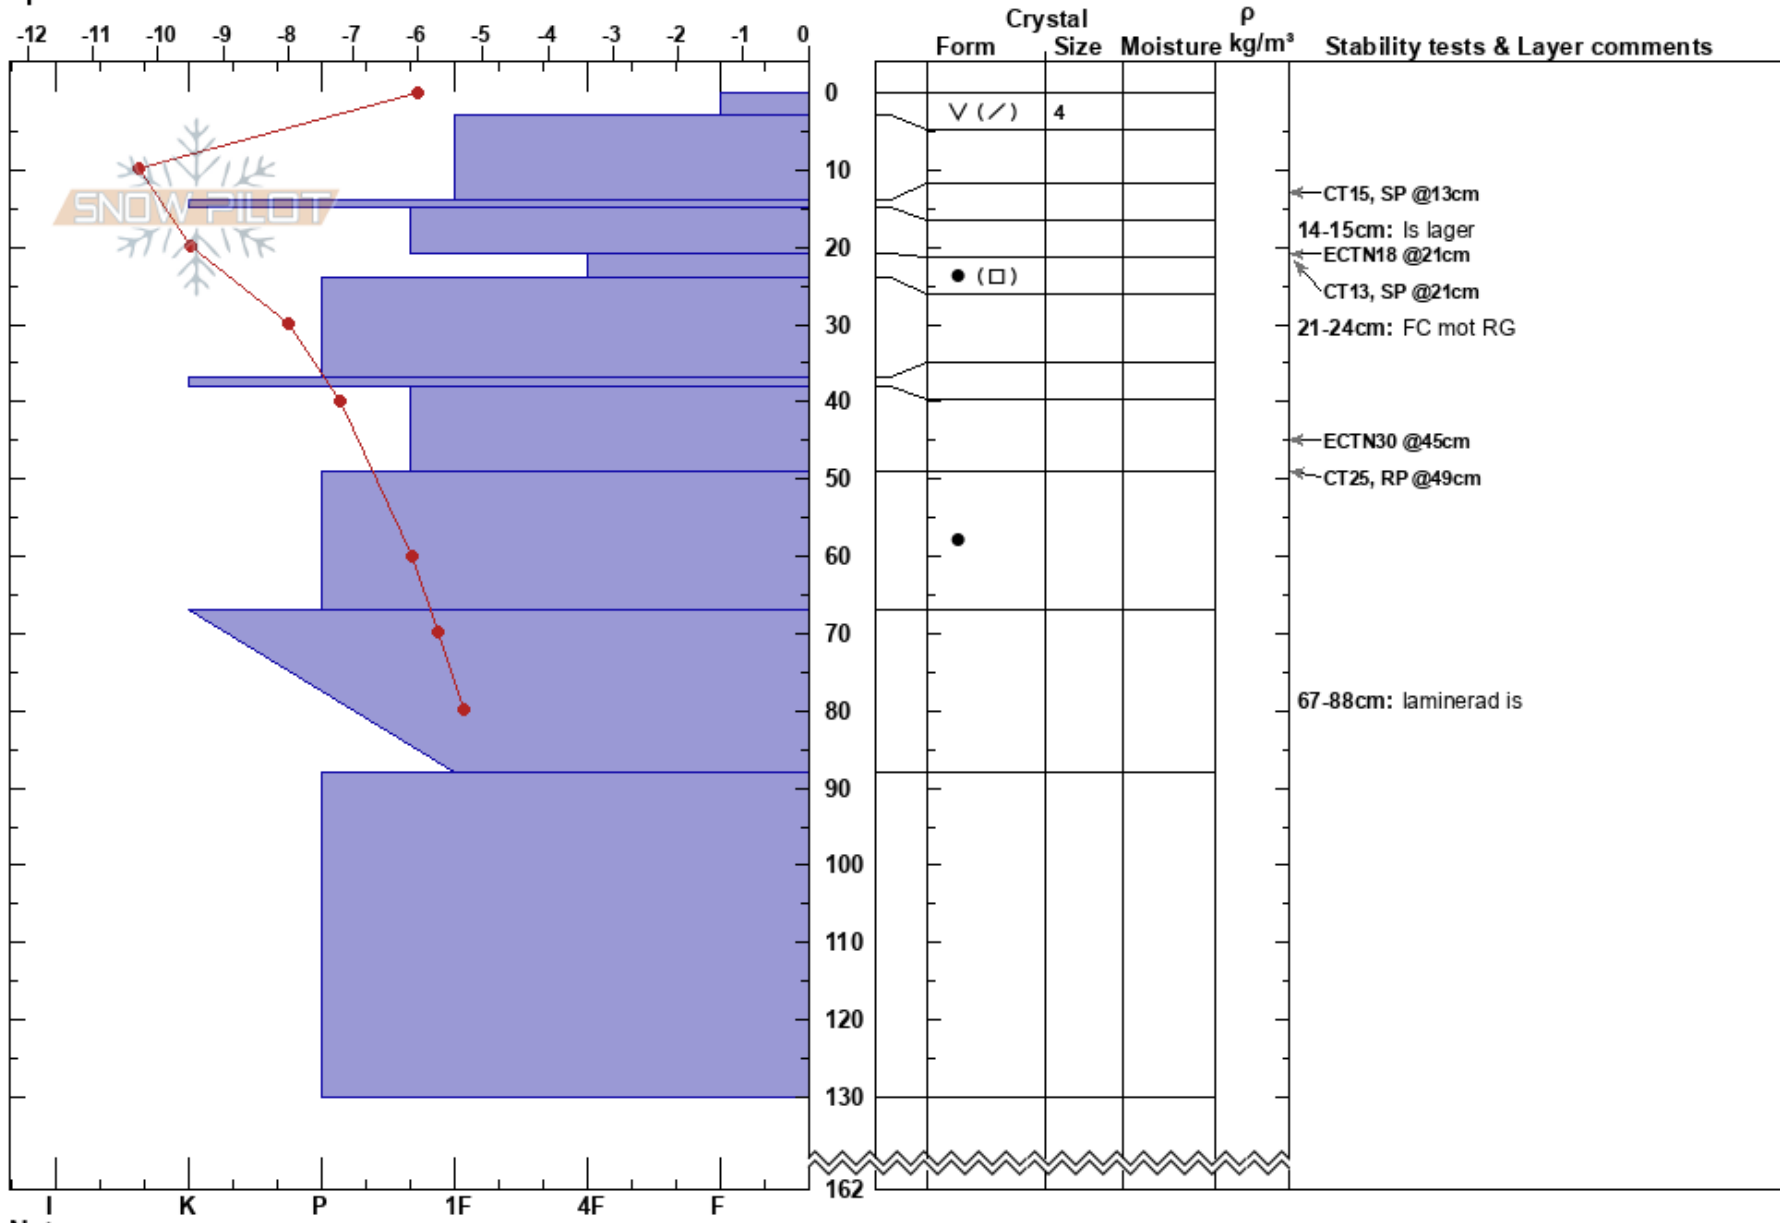 Crystal ρ
-12 -11 -10 -9 -8 -7 -6 -5 -4 -3 -2 -1 0 Form Size Moisture kg/m³ Stability tests & Layer comments
0
V (/) 4
10
CT15, SP @13cm
SNOW PILOT
14-15cm: Is lager
20
ECTN18 @21cm
● (□)
CT13, SP @21cm
30
21-24cm: FC mot RG
40
ECTN30 @45cm
50
CT25, RP @49cm
●
60
70
67-88cm: laminerad is
80
90
100
110
120
130
162
I K P 1F 4F F